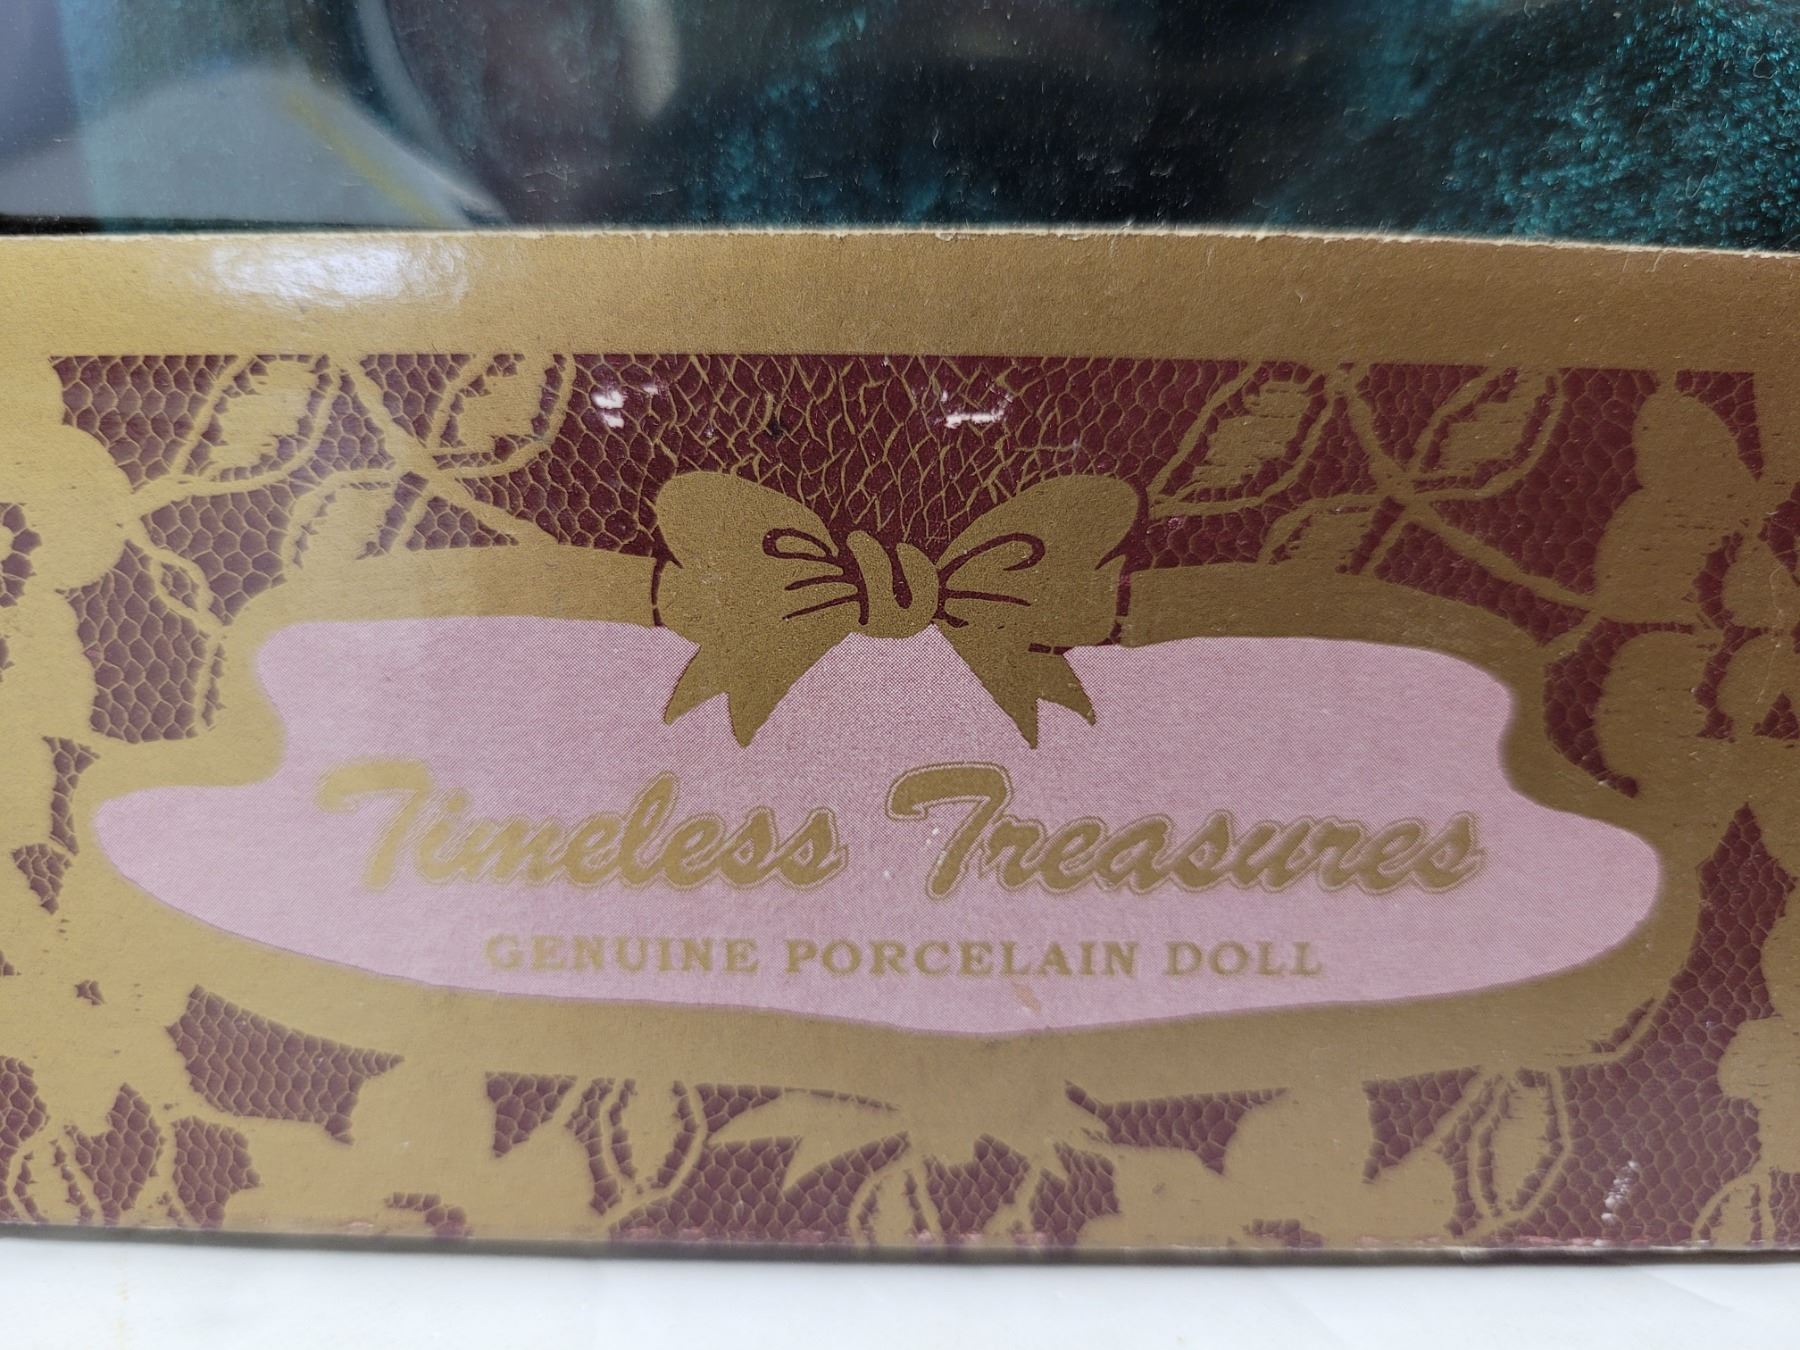 Timeless Treasures
GENUINE PORCELAIN DOLL